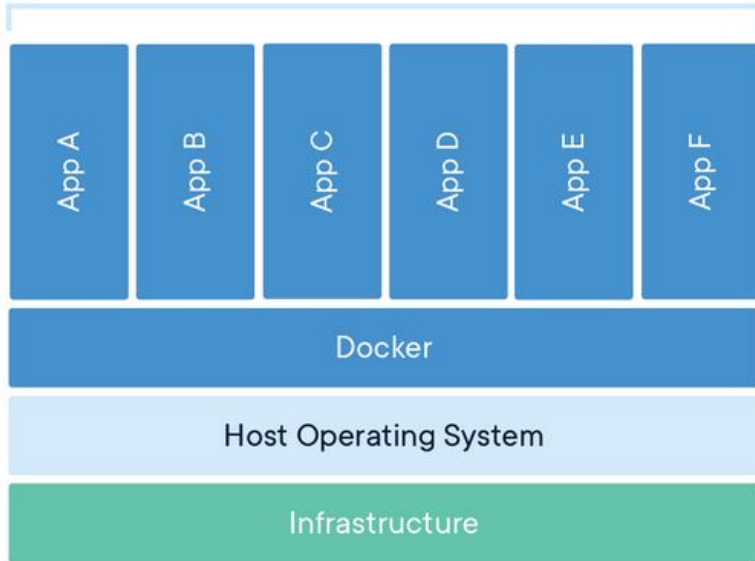 App A
App B
App C
App D
App E
App F
Docker
Host Operating System
Infrastructure